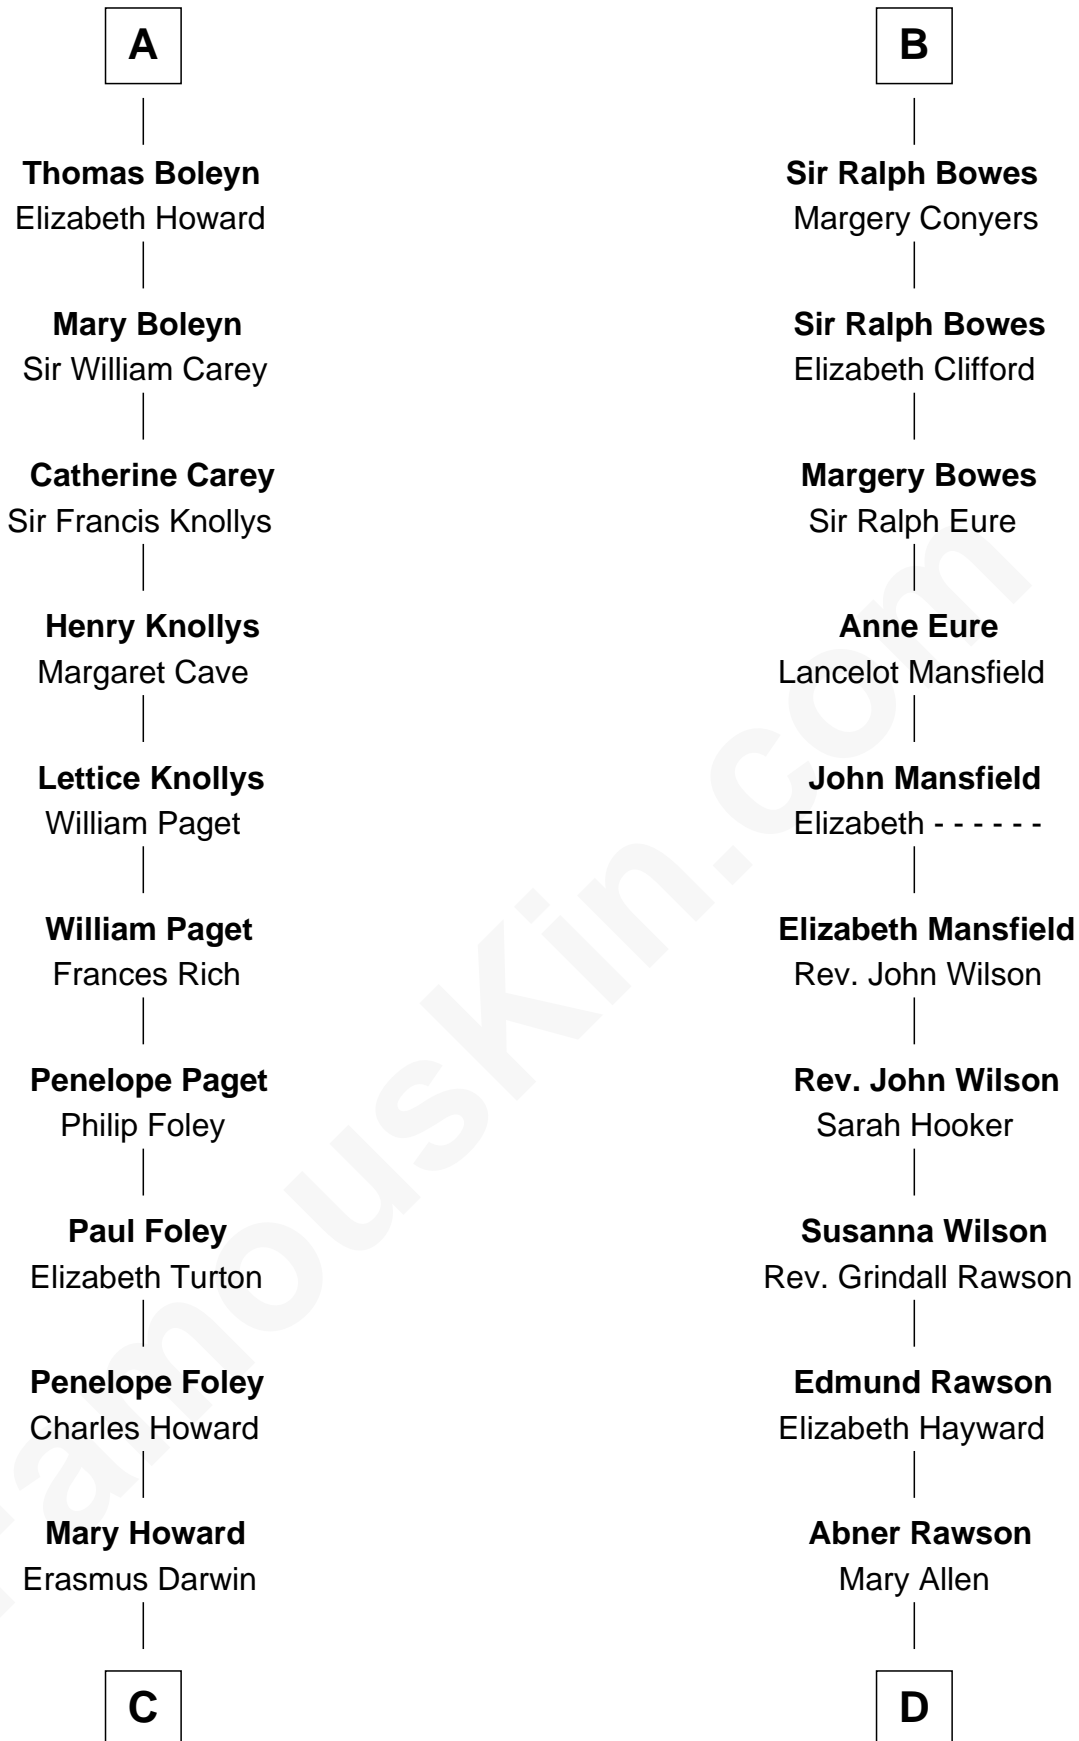 A
Thomas Boleyn
Elizabeth Howard
Mary Boleyn
Sir William Carey
Catherine Carey
Sir Francis Knollys
Henry Knollys
Margaret Cave
Lettice Knollys
William Paget
William Paget
Frances Rich
Penelope Paget
Philip Foley
Paul Foley
Elizabeth Turton
Penelope Foley
Charles Howard
Mary Howard
Erasmus Darwin
C
B
Sir Ralph Bowes
Margery Conyers
Sir Ralph Bowes
Elizabeth Clifford
Margery Bowes
Sir Ralph Eure
Anne Eure
Lancelot Mansfield
John Mansfield
Elizabeth - - - - - -
Elizabeth Mansfield
Rev. John Wilson
Rev. John Wilson
Sarah Hooker
Susanna Wilson
Rev. Grindall Rawson
Edmund Rawson
Elizabeth Hayward
Abner Rawson
Mary Allen
D
FamousKin.com